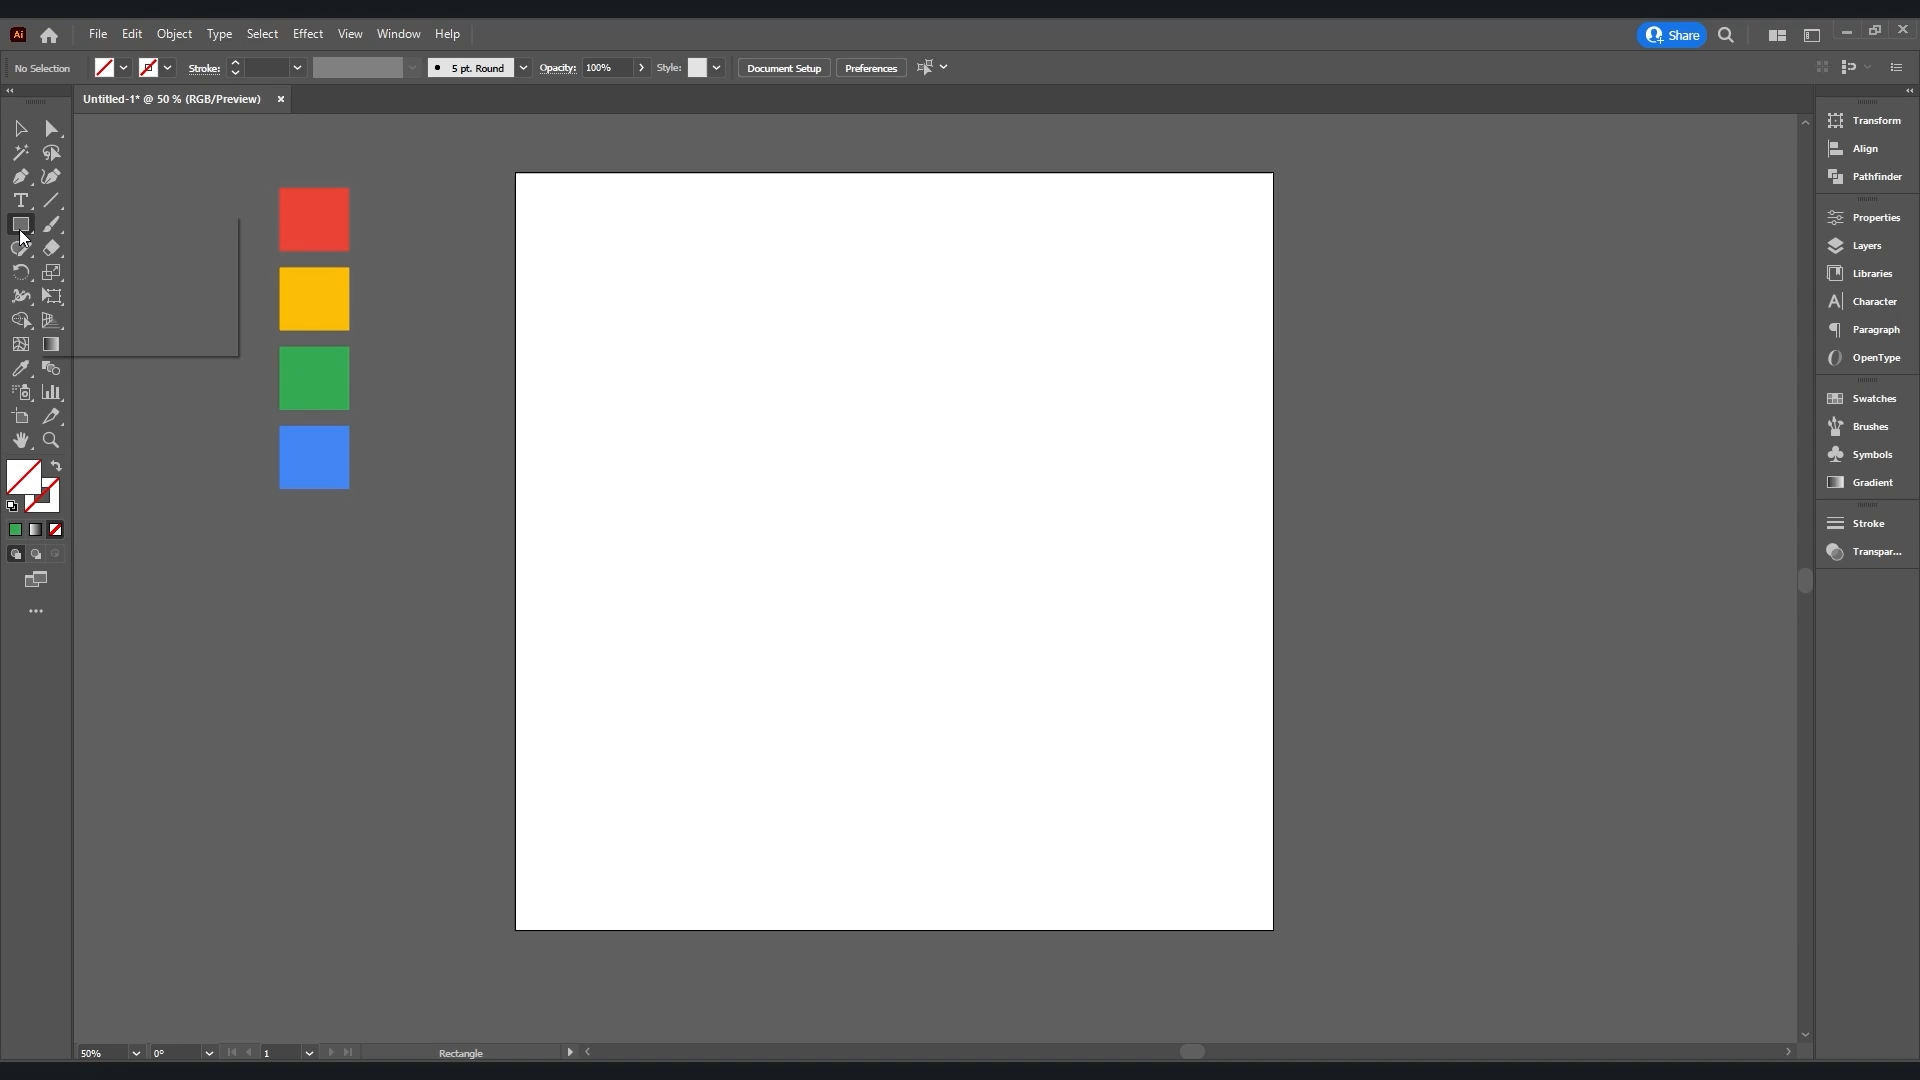 Ai
File Edit Object Type Select Effect View Window Help
Share
No Selection
Stroke:
5 pt. Round
Opacity: 100%
Style:
Document Setup
Preferences
Untitled-1* @ 50 % (RGB/Preview)
Transform
Align
Pathfinder
Properties
Layers
Libraries
Character
Paragraph
OpenType
Swatches
Brushes
Symbols
Gradient
Stroke
Transpar...
50%
0°
1
Rectangle